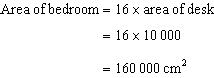 Area of bedroom = 16 × area of desk
= 16 × 10 000
= 160 000 cm²